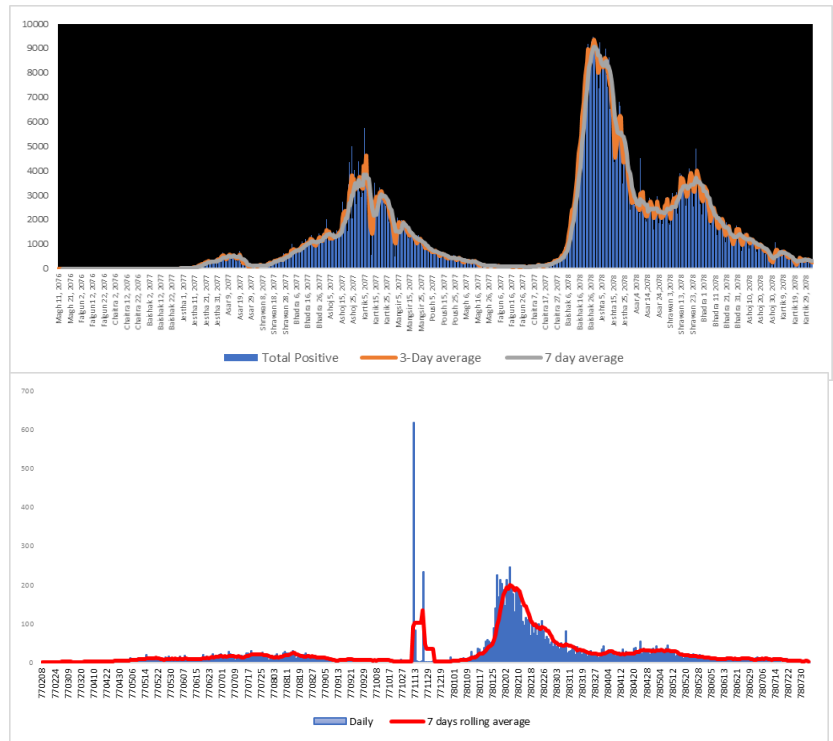 10000
9000
8000
7000
6000
5000
4000
3000
2000
1000
0
Magh 11, 2076
Magh 21, 2076
Falgun 2, 2076
Falgun 12, 2076
Falgun 22, 2076
Chaitra 2, 2076
Chaitra 12, 2076
Chaitra 22, 2076
Baishak 2, 2077
Baishak 12, 2077
Baishak 22, 2077
Jestha 1, 2077
Jestha 11, 2077
Jestha 21, 2077
Jestha 31, 2077
Asar 9, 2077
Asar 19, 2077
Asar 25, 2077
Shrawan 8, 2077
Shrawan 18, 2077
Shrawan 28, 2077
Bhadra 6, 2077
Bhadra 16, 2077
Bhadra 26, 2077
Ashoj 5, 2077
Ashoj 15, 2077
Ashoj 25, 2077
Kartik 5, 2077
Kartik 15, 2077
Kartik 25, 2077
Mangsir 5, 2077
Mangsir 15, 2077
Mangsir 25, 2077
Poush 5, 2077
Poush 15, 2077
Poush 25, 2077
Magh 6, 2077
Magh 16, 2077
Magh 26, 2077
Falgun 6, 2077
Falgun 16, 2077
Falgun 26, 2077
Chaitra 7, 2077
Chaitra 17, 2077
Chaitra 27, 2077
Baishak 6, 2078
Baishak 16, 2078
Baishak 26, 2078
Jestha 5, 2078
Jestha 15, 2078
Jestha 25, 2078
Asar,4 2078
Asar 14, 2078
Asar 24, 2078
Shrawan 3, 2078
Shrawan 13, 2078
Shrawan 23, 2078
Bhadra 1, 2078
Bhadra 11, 2078
Bhadra 21, 2078
Bhadra 31, 2078
Ashoj 10, 2078
Ashoj 30, 2078
Kartik 9, 2078
Kartik 19, 2078
Kartik 29, 2078
Total Positive 3-Day average 7 day average
700
600
500
400
300
200
100
0
770208
770224
770309
770320
770410
770422
770430
770506
770514
770522
770530
770607
770615
770623
770701
770709
770717
770725
770803
770811
770819
770827
770905
770913
770921
770929
771008
771017
771027
771113
771129
771219
780101
780109
780117
780125
780202
780210
780218
780226
780303
780311
780319
780327
780404
780412
780420
780428
780504
780512
780520
780528
780605
780613
780621
780629
780706
780714
780722
780730
Daily 7 days rolling average